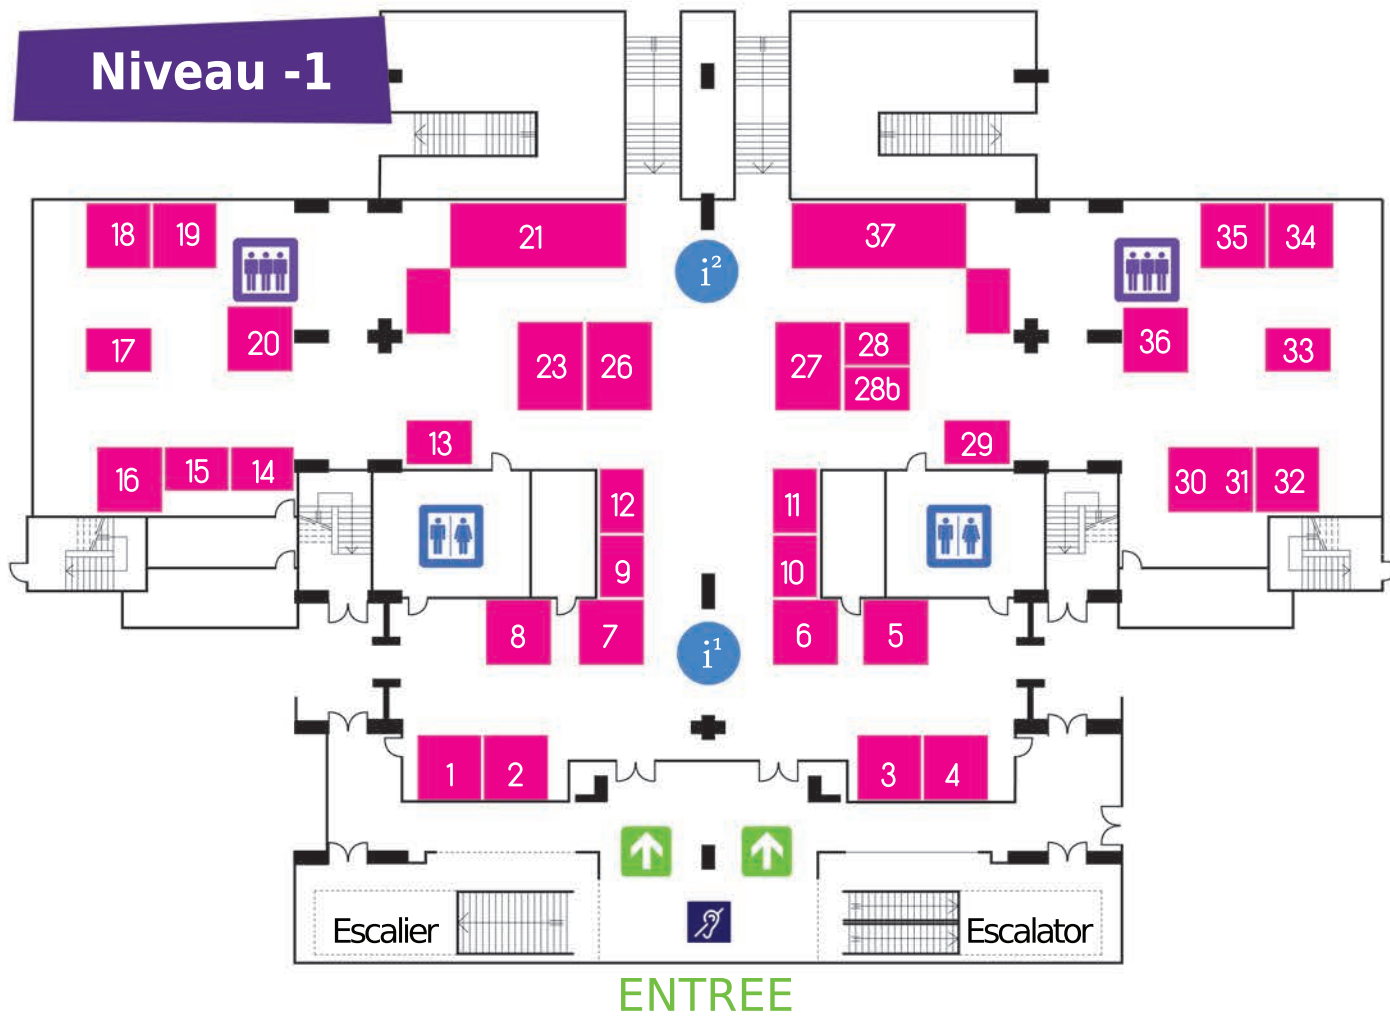 Niveau -1
18 19 21 37 35 34
i²
17 20 23 26 27 28 36 33
28b
13 29
16 15 14 30 31 32
12 11
9 10
8 7 i¹ 6 5
1 2 3 4
Escalier Escalator
ENTREE